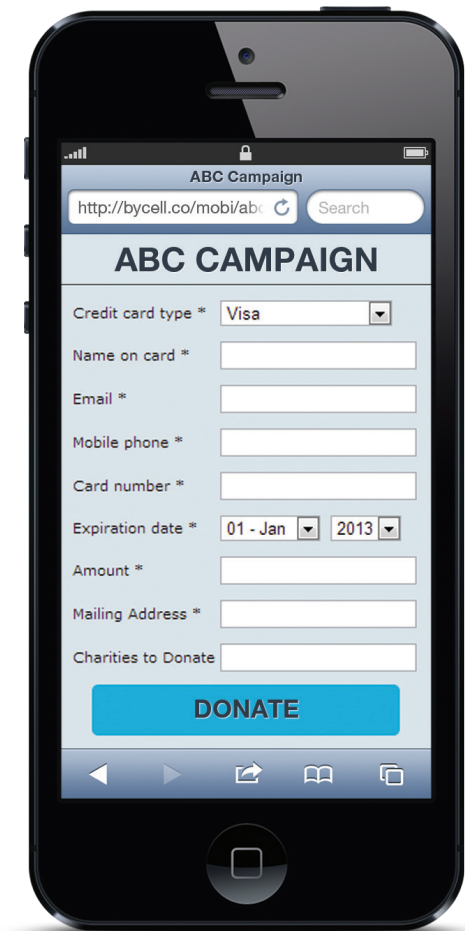 ABC Campaign
http://bycell.co/mobi/abc
Search
ABC CAMPAIGN
Credit card type * Visa
Name on card *
Email *
Mobile phone *
Card number *
Expiration date * 01 - Jan 2013
Amount *
Mailing Address *
Charities to Donate
DONATE